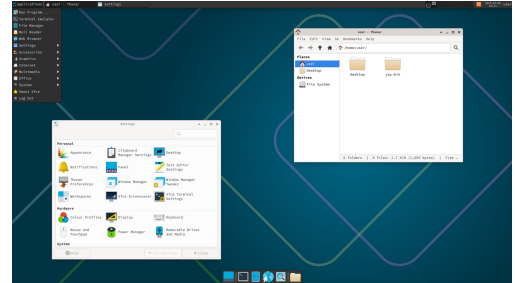 Applications user - Thunar Settings
Run Program...
Terminal Emulator
File Manager
Mail Reader
Web Browser
Settings
Accessories
Graphics
Internet
Multimedia
Office
System
About Xfce
Log Out
user - Thunar
File Edit View Go Bookmarks Help
/home/user/
Places
user
Desktop
Devices
File System
Desktop yay-bin
Settings
Personal
Appearance
Clipboard Manager Settings
Desktop
Notifications
Panel
Text Editor Settings
Thunar Preferences
Window Manager
Window Manager Tweaks
Workspaces
Xfce Screensaver
Xfce Terminal Settings
Hardware
Colour Profiles
Display
Keyboard
Mouse and Touchpad
Power Manager
Removable Drives and Media
System
Help
All Settings
Close